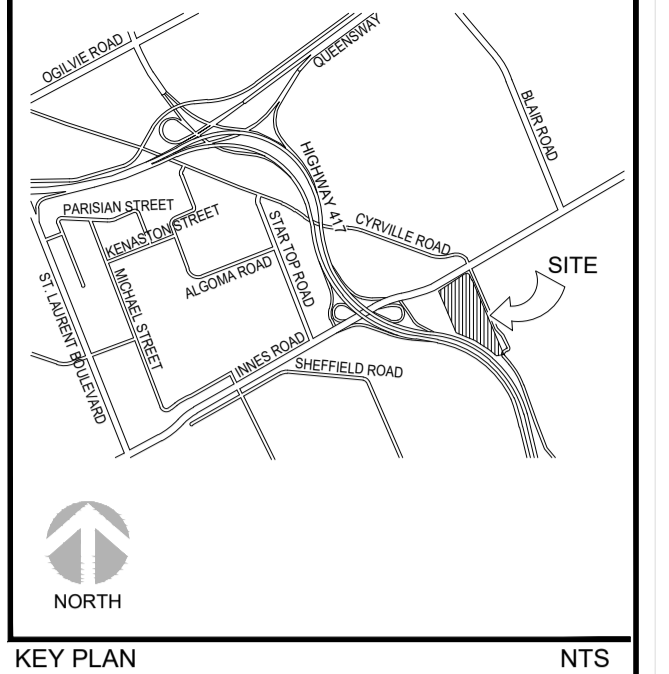 OGILVIE ROAD
QUEENSWAY
BLAIR ROAD
HIGHWAY 417
PARISIAN STREET
KENASTON STREET
CYRVILLE ROAD
STAR TOP ROAD
ALGOMA ROAD
SITE
ST. LAURENT BOULEVARD
MICHAEL STREET
INNES ROAD
SHEFFIELD ROAD
NORTH
KEY PLAN
NTS